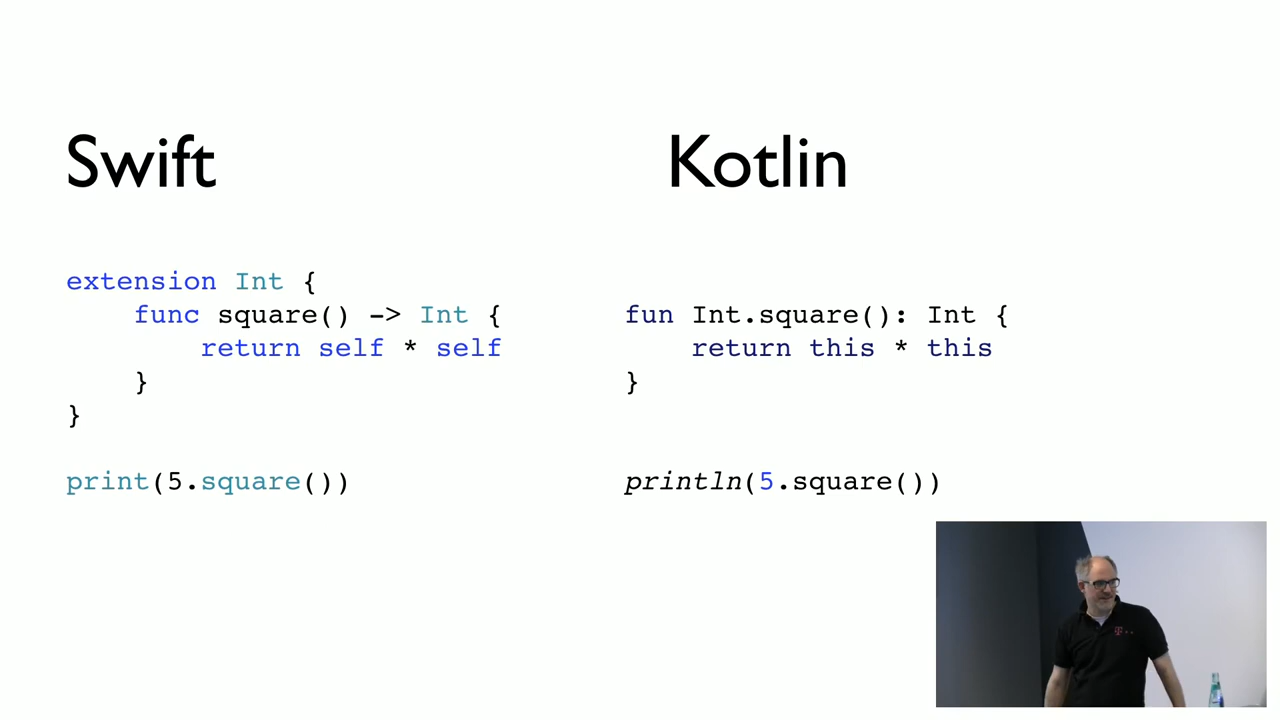 Swift
extension Int {
    func square() -> Int {
        return self * self
    }
}
print(5.square())
Kotlin
fun Int.square(): Int {
    return this * this
}
println(5.square())
T